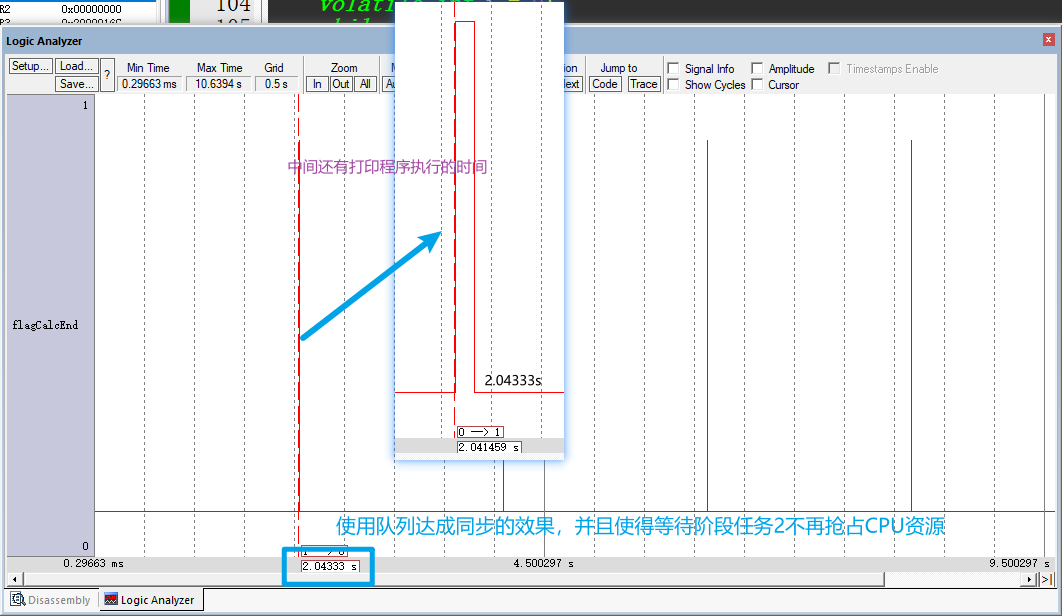 R2 0x00000000
104
volati
R3 0x2000016C
105
Logic Analyzer
Setup... Load... ? Min Time Max Time Grid Zoom Jump to Signal Info Amplitude Timestamps Enable
Save... 0.29663 ms 10.6394 s 0.5 s In Out All Code Trace Show Cycles Cursor
1
中间还有打印程序执行的时间
flagCalcEnd
2.04333s
0 --> 1
2.041459 s
使用队列达成同步的效果，并且使得等待阶段任务2不再抢占CPU资源
0
2.04333 s
0.29663 ms 4.500297 s 9.500297 s
Disassembly Logic Analyzer